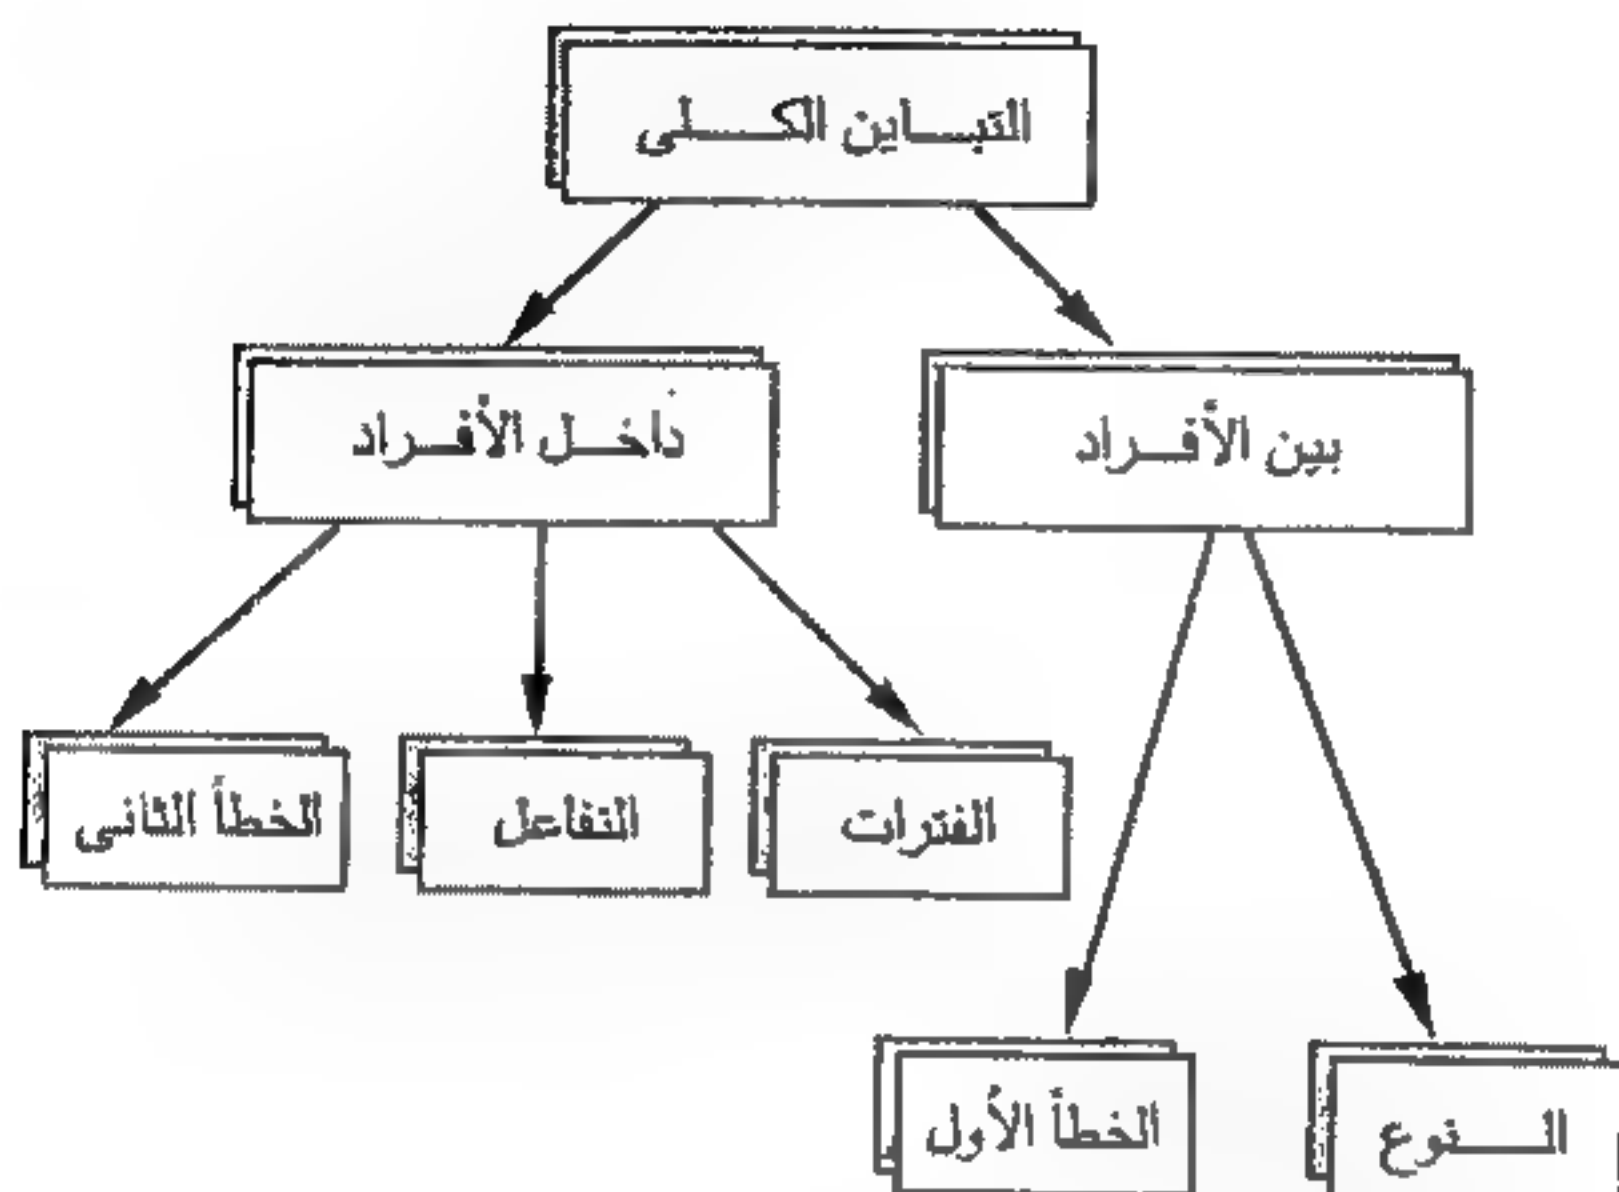 التباين الكلى
بين الأفراد
داخل الأفراد
الفترات
التفاعل
الخطأ الثانى
النوع
الخطأ الأول